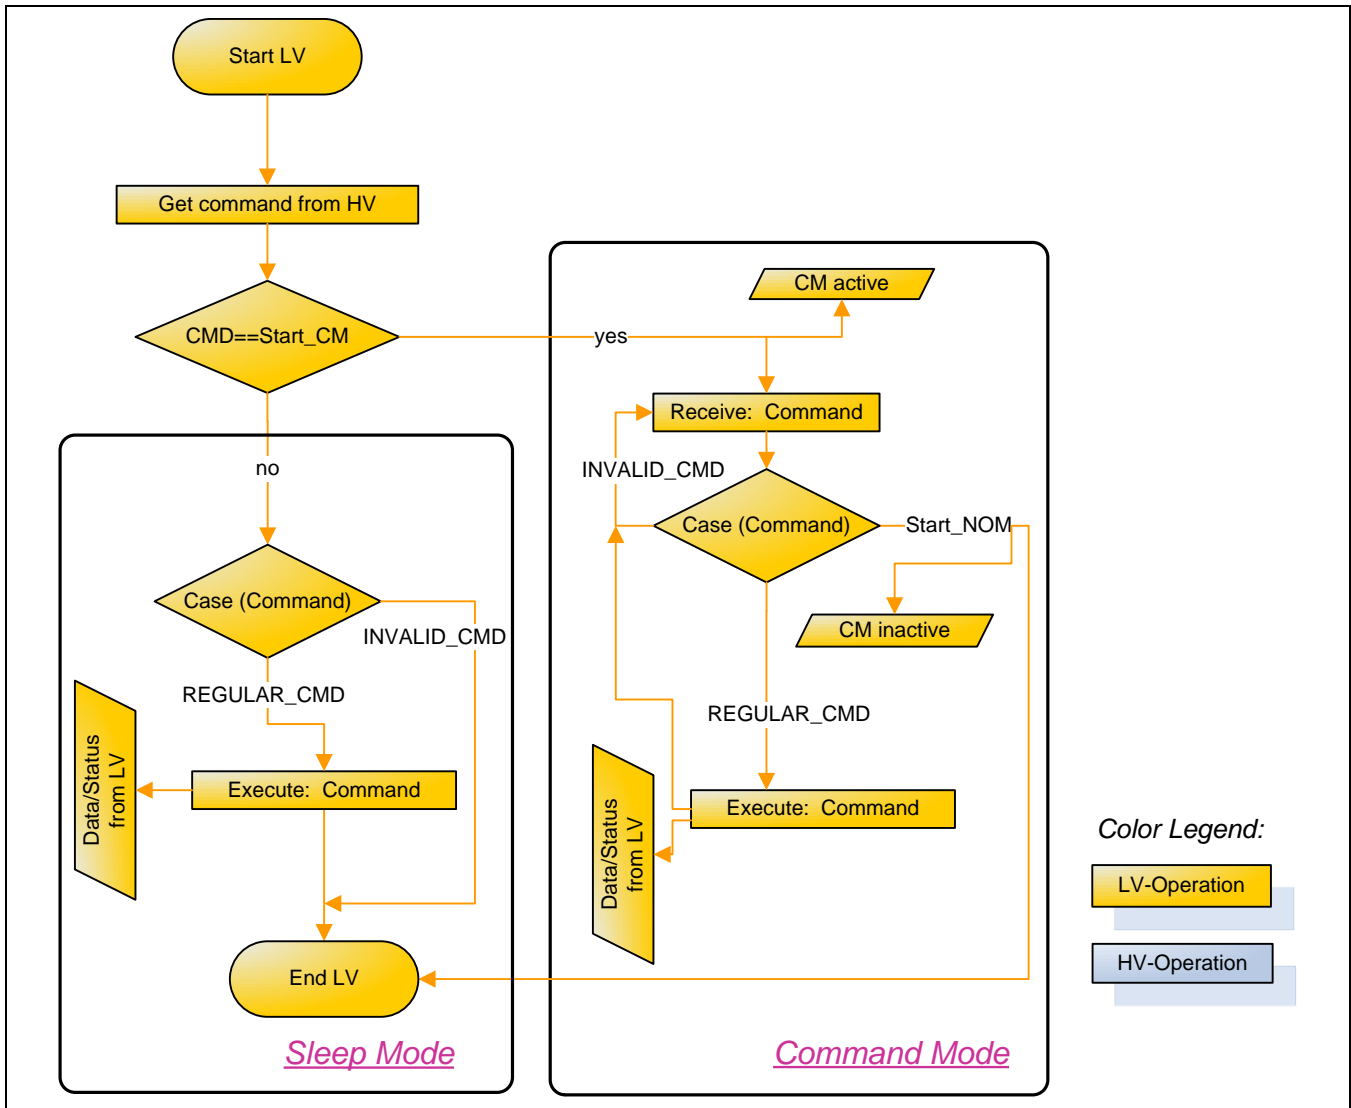 Start LV
Get command from HV
CMD==Start_CM
yes
no
Case (Command)
INVALID_CMD
REGULAR_CMD
Execute:  Command
Data/Status
from LV
End LV
Sleep Mode
CM active
Receive:  Command
INVALID_CMD
Case (Command)
Start_NOM
CM inactive
REGULAR_CMD
Execute:  Command
Data/Status
from LV
Command Mode
Color Legend:
LV-Operation
HV-Operation